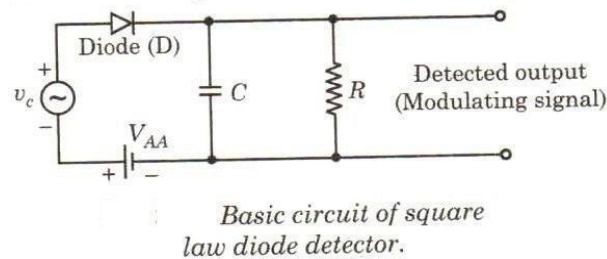 Diode (D)
+
v_c
−
C
R
Detected output
(Modulating signal)
V_AA
+ −
Basic circuit of square
law diode detector.